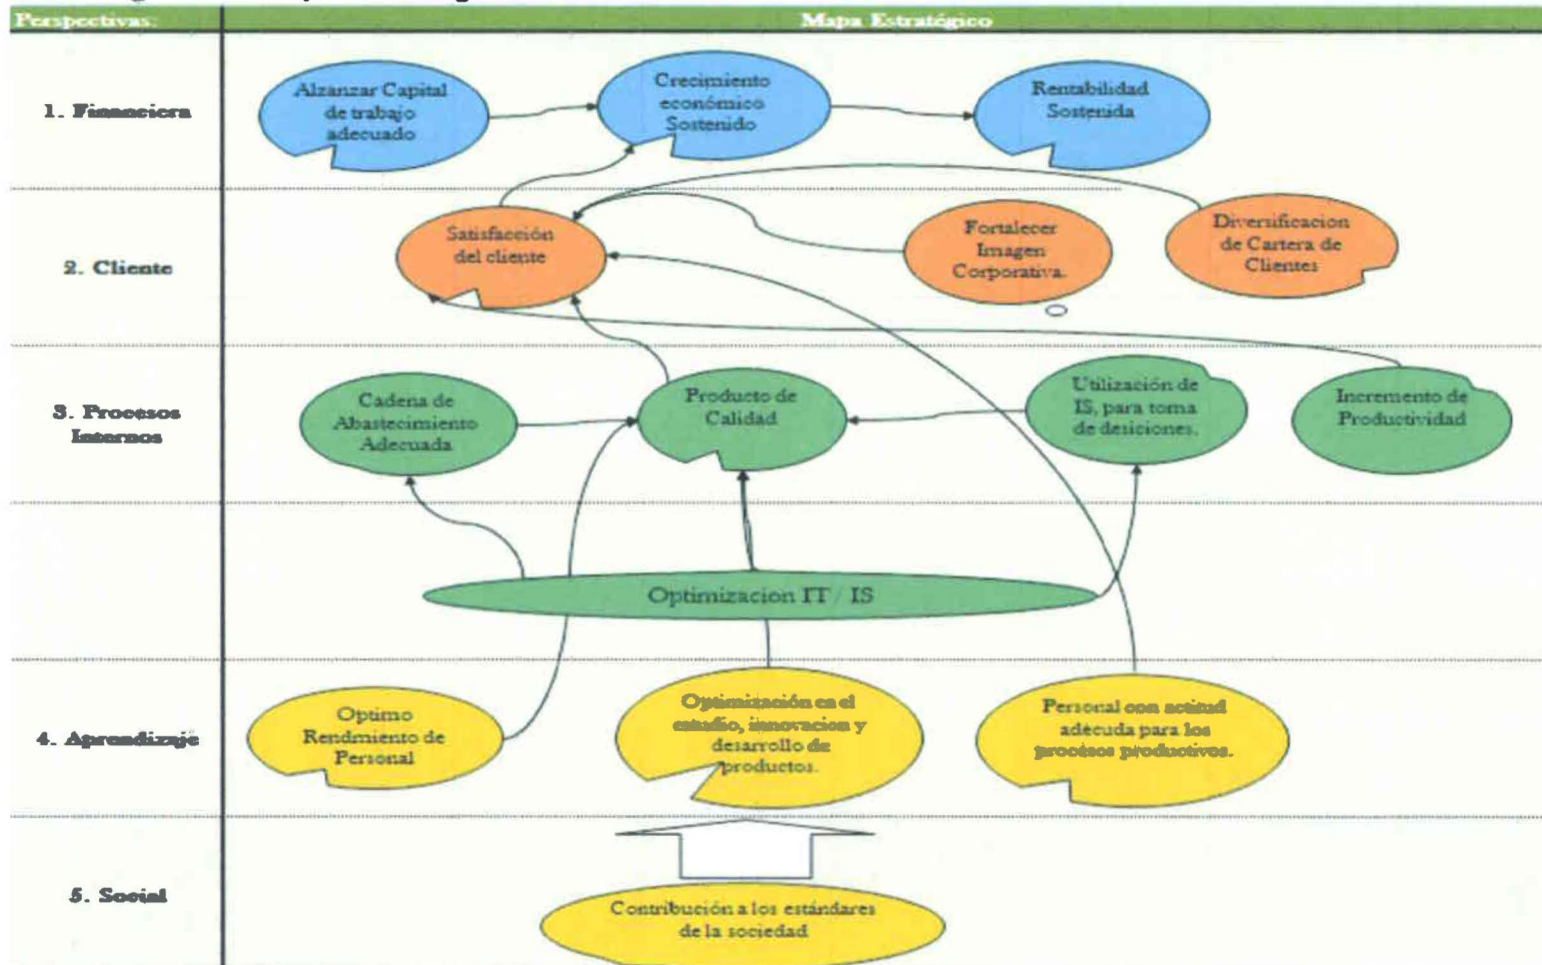 Perspectivas: Mapa Estratégico
1. Financiera
Alzanzar Capital
de trabajo
adecuado
Crecimiento
económico
Sostenido
Rentabilidad
Sostenida
2. Cliente
Satisfacción
del cliente
Fortalecer
Imagen
Corporativa.
Diversificacion
de Cartera de
Clientes
3. Procesos
Internos
Cadena de
Abastecimiento
Adecuada
Producto de
Calidad
Utilización de
IS, para toma
de desiciones.
Incremento de
Productividad
Optimizacion IT / IS
4. Aprendizaje
Optimo
Rendimiento de
Personal
Optimización en el
estudio, innovacion y
desarrollo de
productos.
Personal con actitud
adecuda para los
procesos productivos.
5. Social
Contribución a los estándares
de la sociedad